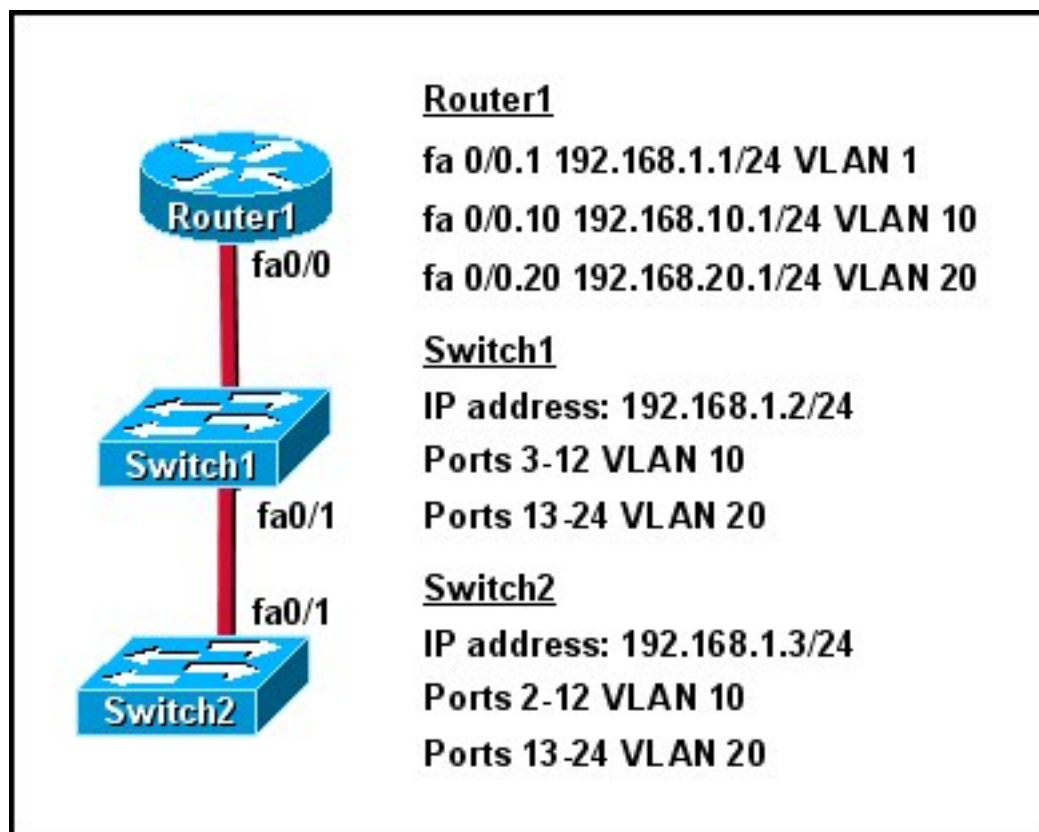 Router1
fa 0/0.1 192.168.1.1/24 VLAN 1
fa 0/0.10 192.168.10.1/24 VLAN 10
fa 0/0.20 192.168.20.1/24 VLAN 20
Router1
fa0/0
Switch1
IP address: 192.168.1.2/24
Ports 3-12 VLAN 10
Ports 13-24 VLAN 20
Switch1
fa0/1
Switch2
IP address: 192.168.1.3/24
Ports 2-12 VLAN 10
Ports 13-24 VLAN 20
fa0/1
Switch2